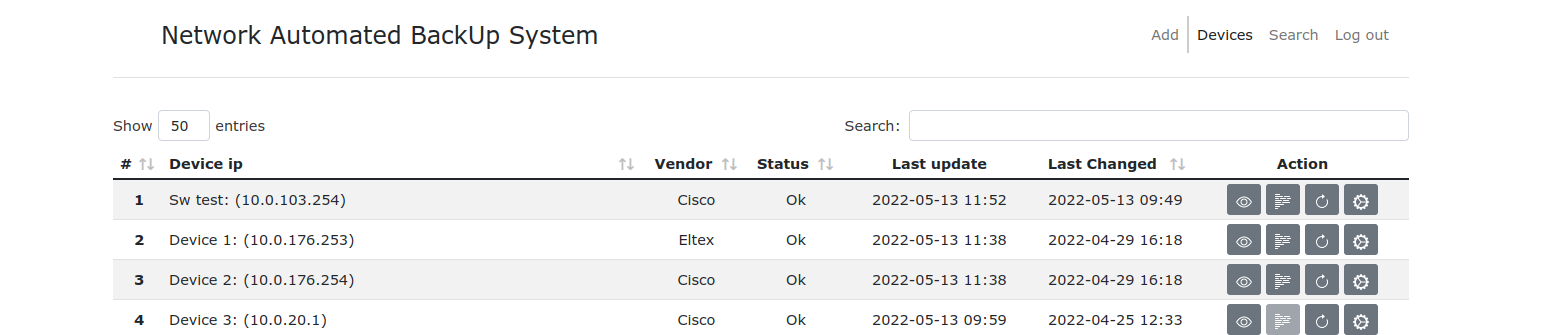 Network Automated BackUp System
Add Devices Search Log out
Show 50 entries Search:
# Device ip Vendor Status Last update Last Changed Action
1 Sw test: (10.0.103.254) Cisco Ok 2022-05-13 11:52 2022-05-13 09:49
2 Device 1: (10.0.176.253) Eltex Ok 2022-05-13 11:38 2022-04-29 16:18
3 Device 2: (10.0.176.254) Cisco Ok 2022-05-13 11:38 2022-04-29 16:18
4 Device 3: (10.0.20.1) Cisco Ok 2022-05-13 09:59 2022-04-25 12:33